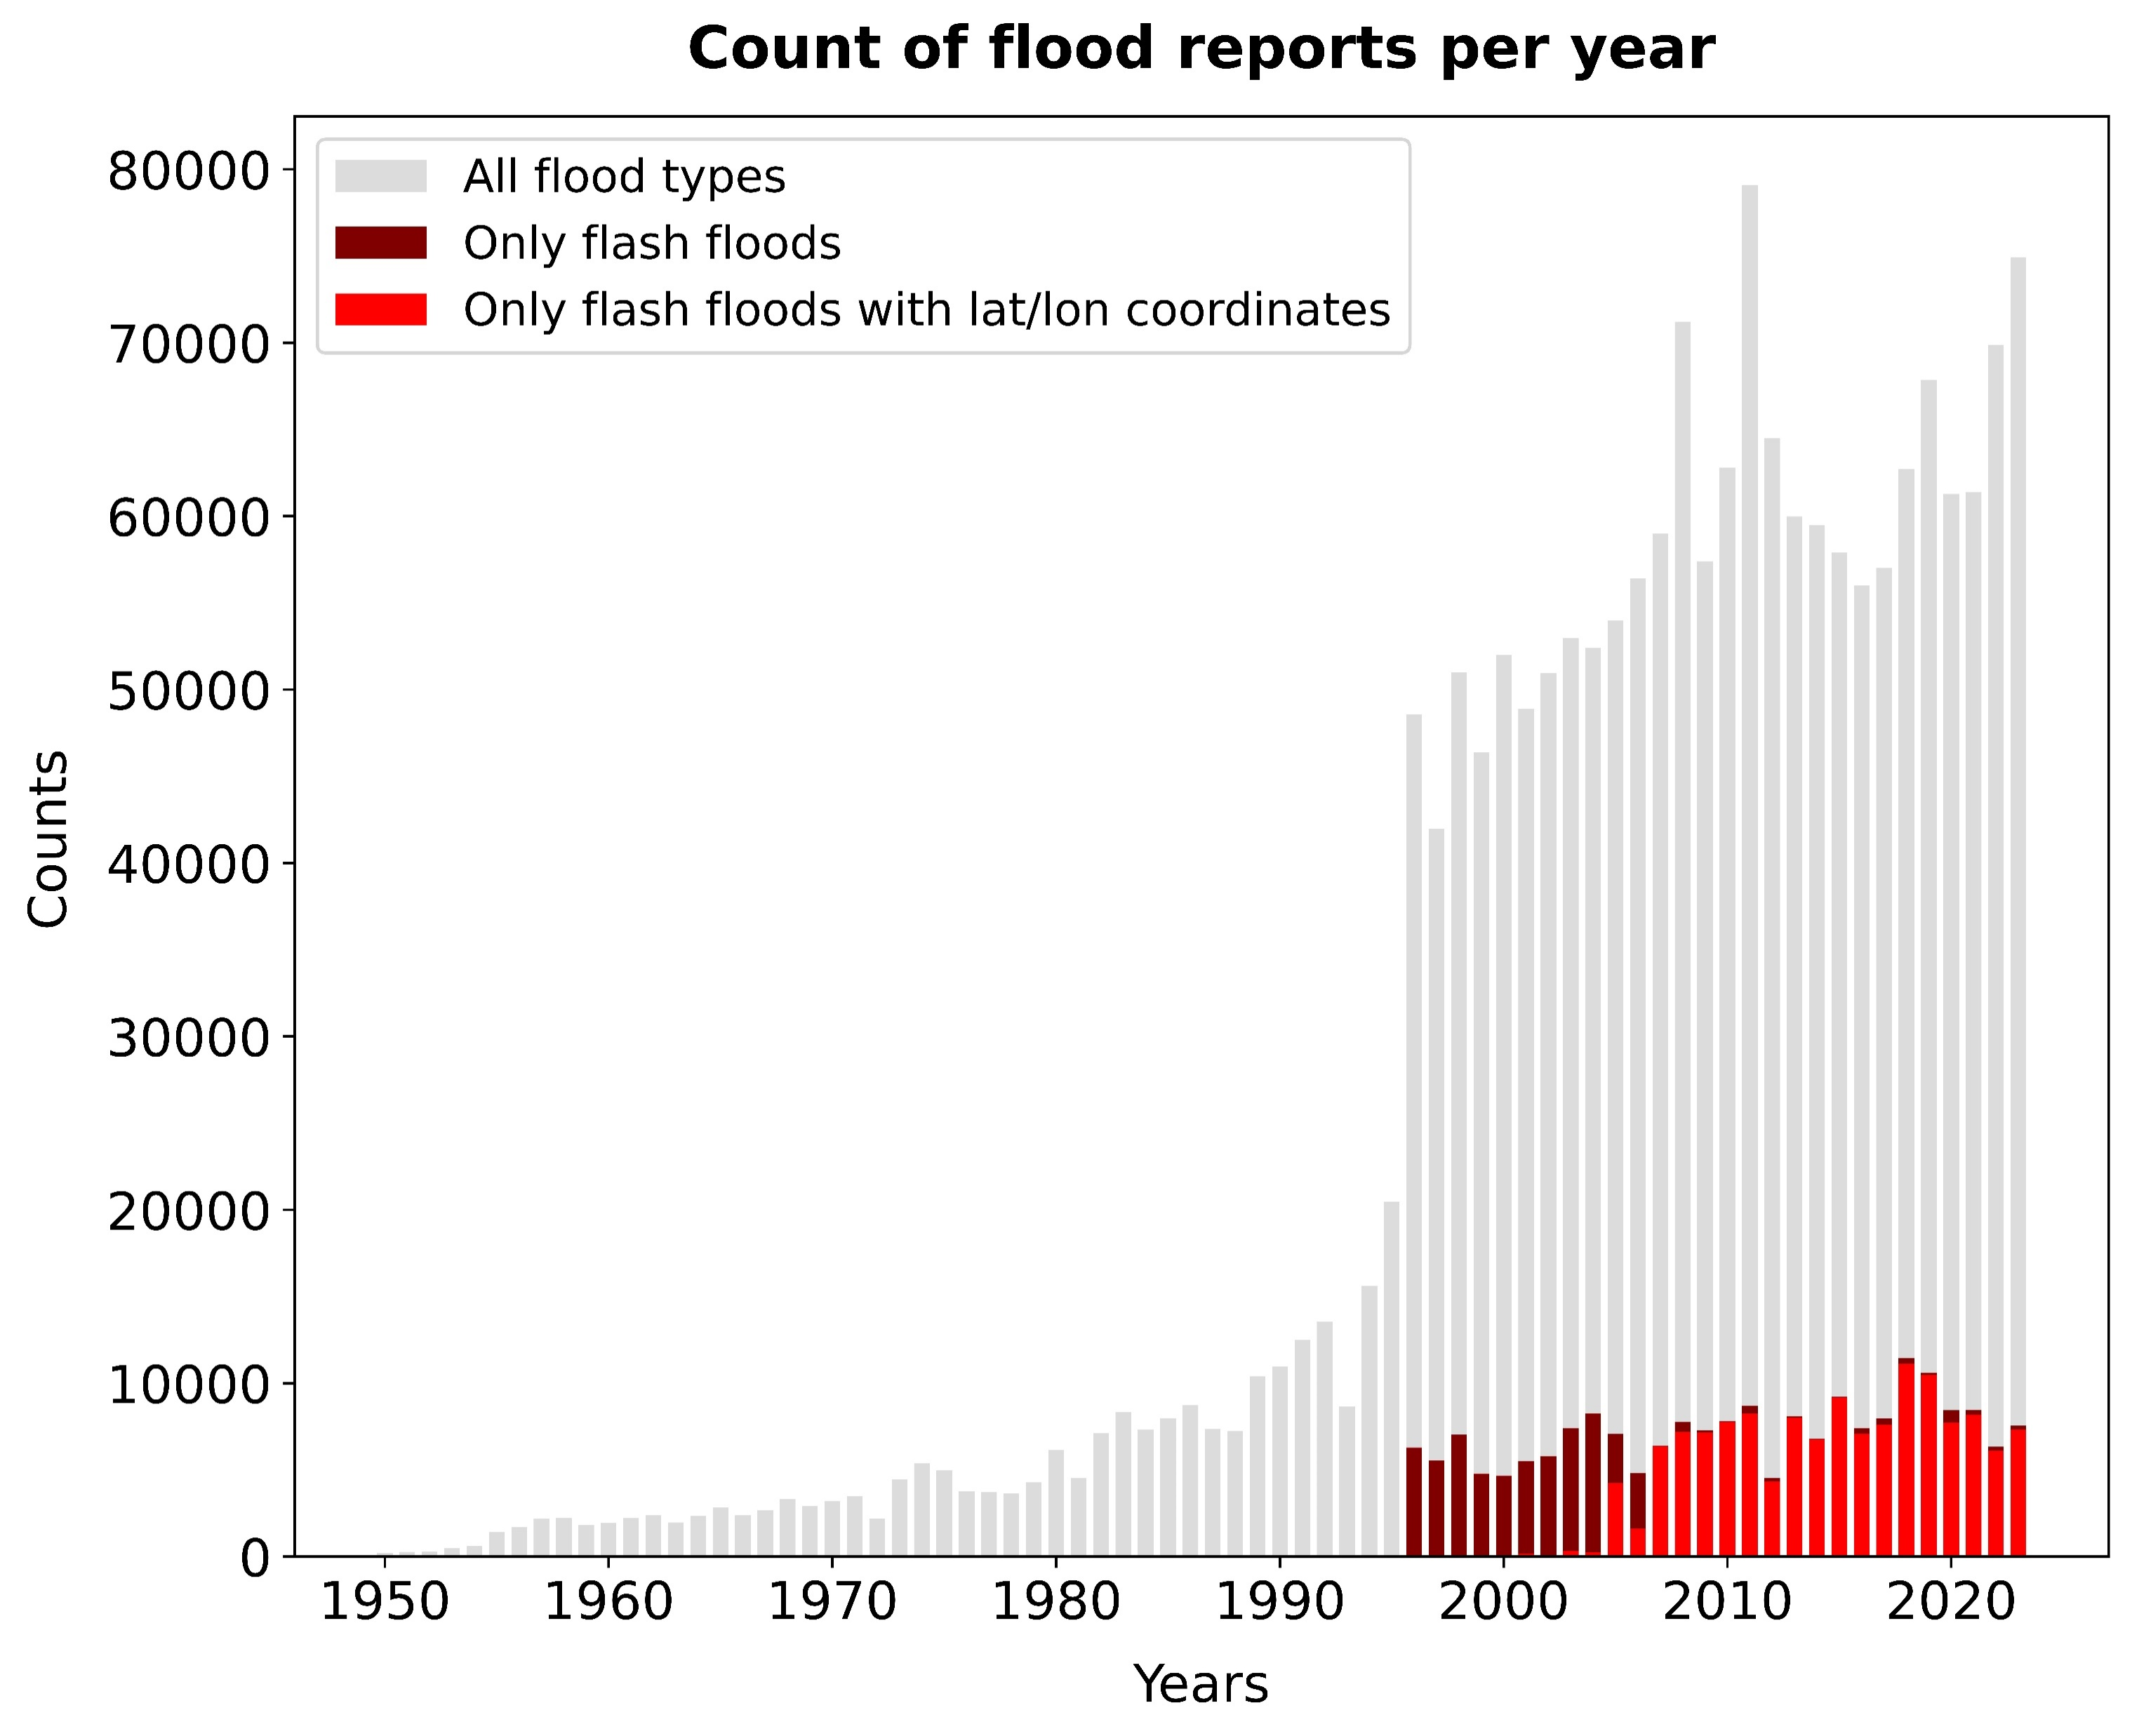 Count of flood reports per year
All flood types
Only flash floods
Only flash floods with lat/lon coordinates
80000
70000
60000
50000
40000
30000
20000
10000
0
Counts
1950 1960 1970 1980 1990 2000 2010 2020
Years